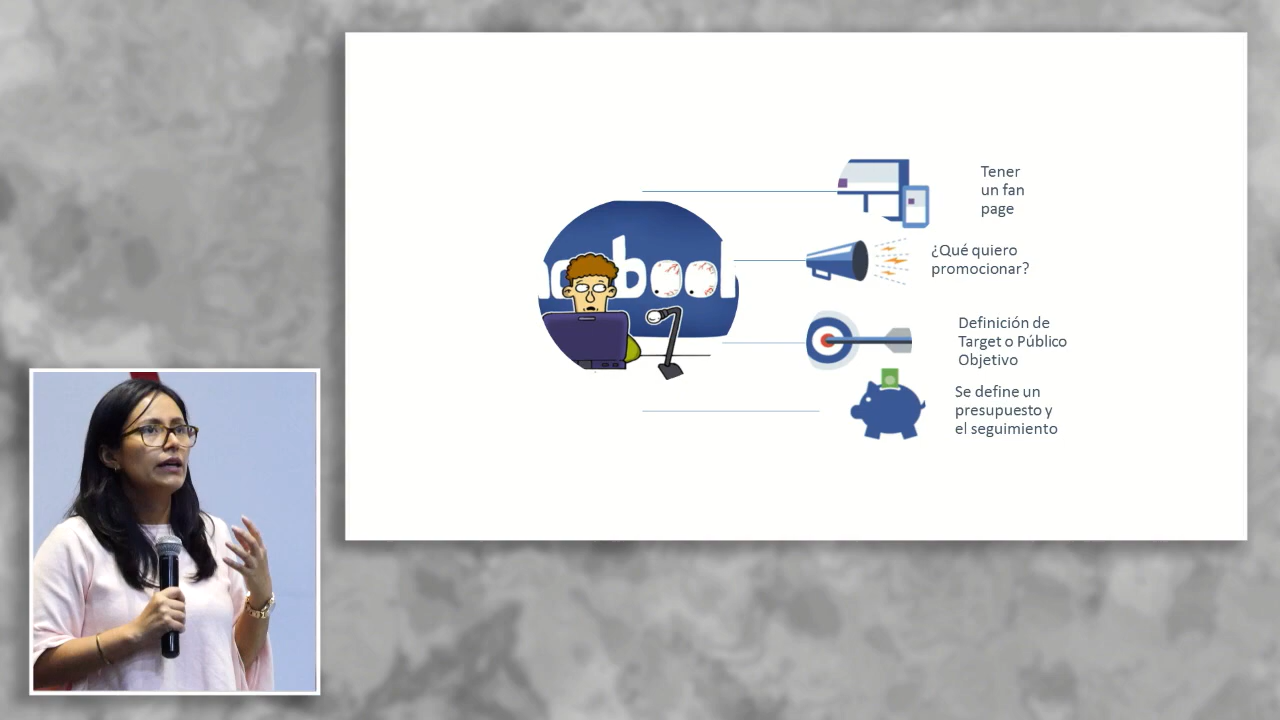 Tener
un fan
page
¿Qué quiero
promocionar?
Definición de
Target o Público
Objetivo
Se define un
presupuesto y
el seguimiento